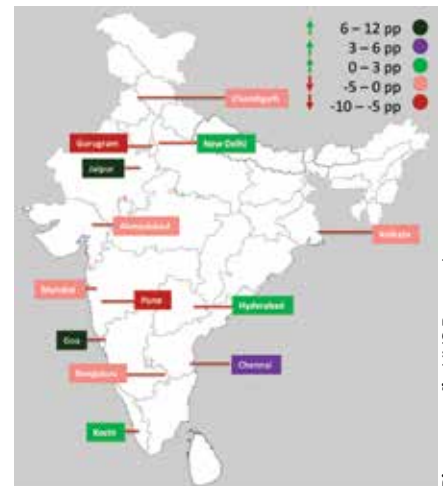 6 – 12 pp
3 – 6 pp
0 – 3 pp
-5 – 0 pp
-10 – -5 pp
Chandigarh
Gurugram
New Delhi
Jaipur
Ahmedabad
Kolkata
Mumbai
Pune
Hyderabad
Goa
Chennai
Bengaluru
Kochi